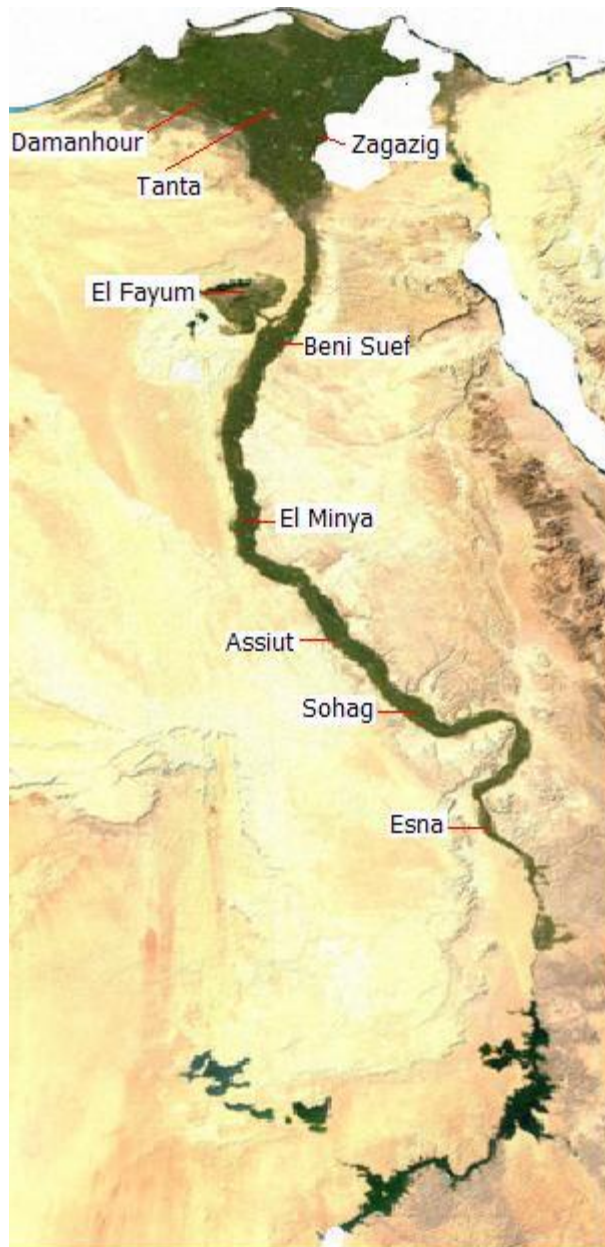 Damanhour
Zagazig
Tanta
El Fayum
Beni Suef
El Minya
Assiut
Sohag
Esna